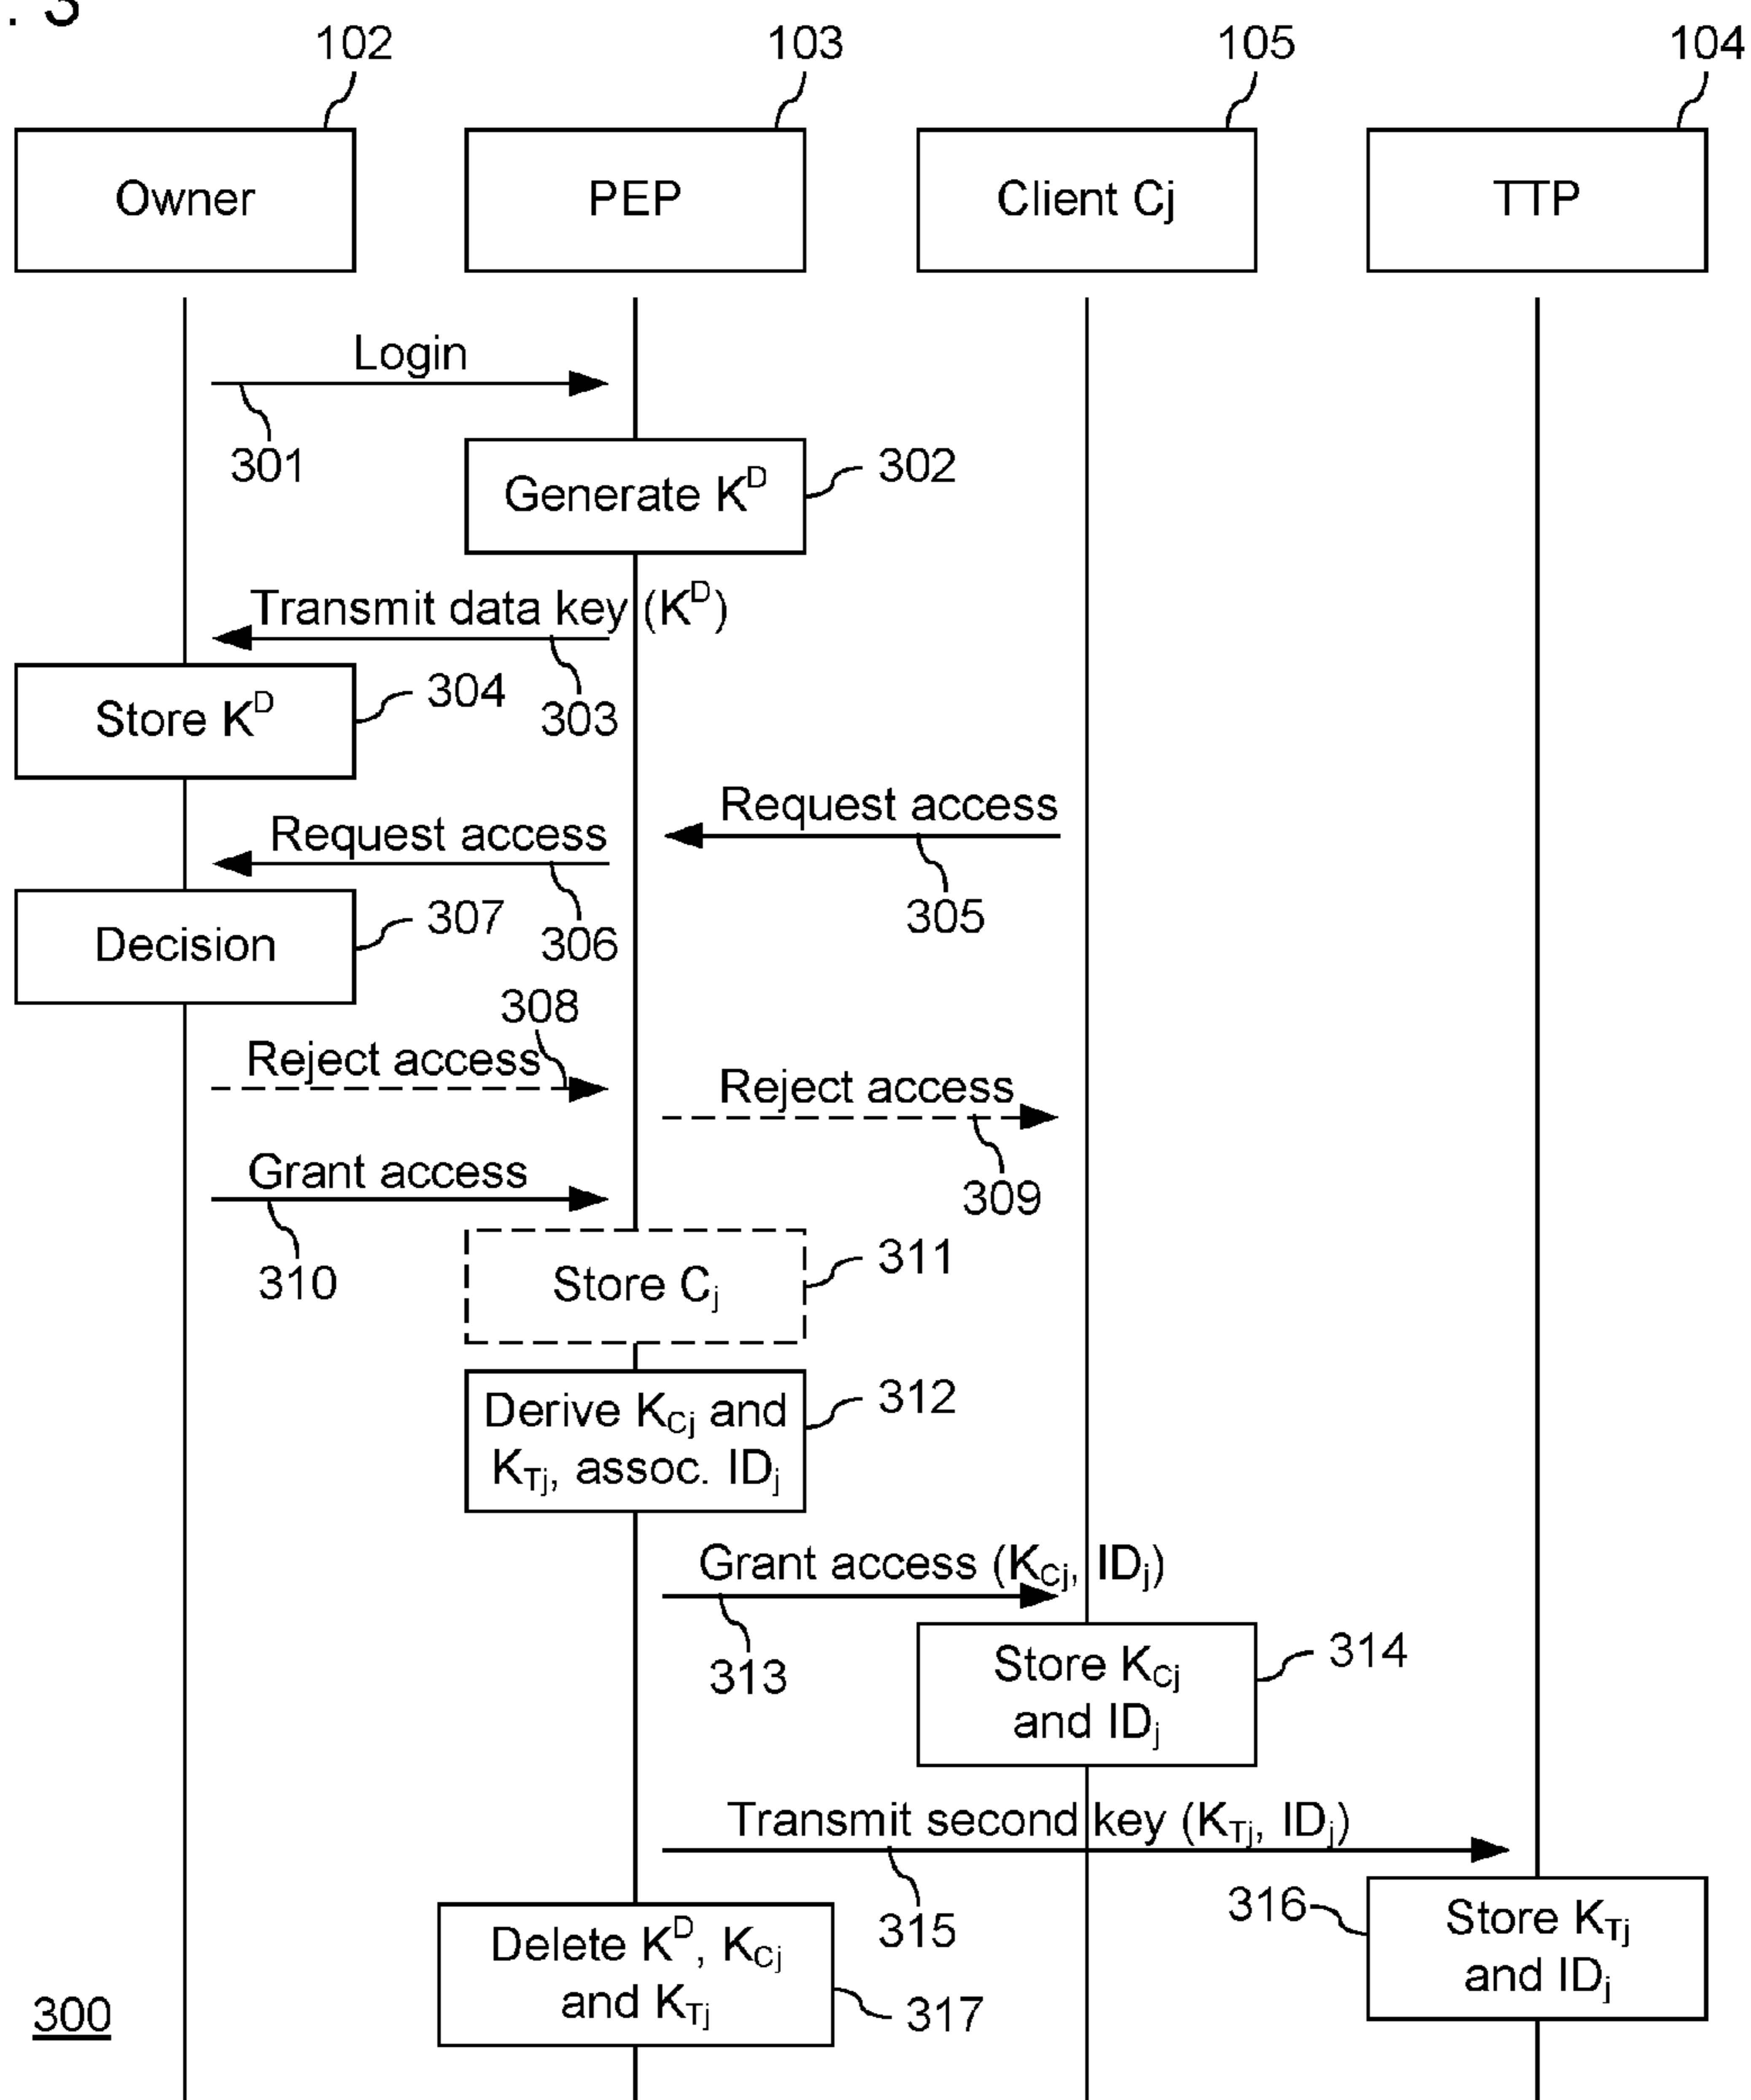 . 3
102
103
105
104
Owner
PEP
Client Cj
TTP
Login
301
Generate K^D
302
Transmit data key (K^D)
303
Store K^D
304
Request access
305
Request access
306
Decision
307
308
Reject access
Reject access
309
Grant access
310
Store C_j
311
Derive K_Cj and
K_Tj, assoc. ID_j
312
Grant access (K_Cj, ID_j)
313
Store K_Cj
and ID_j
314
Transmit second key (K_Tj, ID_j)
315
316
Store K_Tj
and ID_j
Delete K^D, K_Cj
and K_Tj
317
300